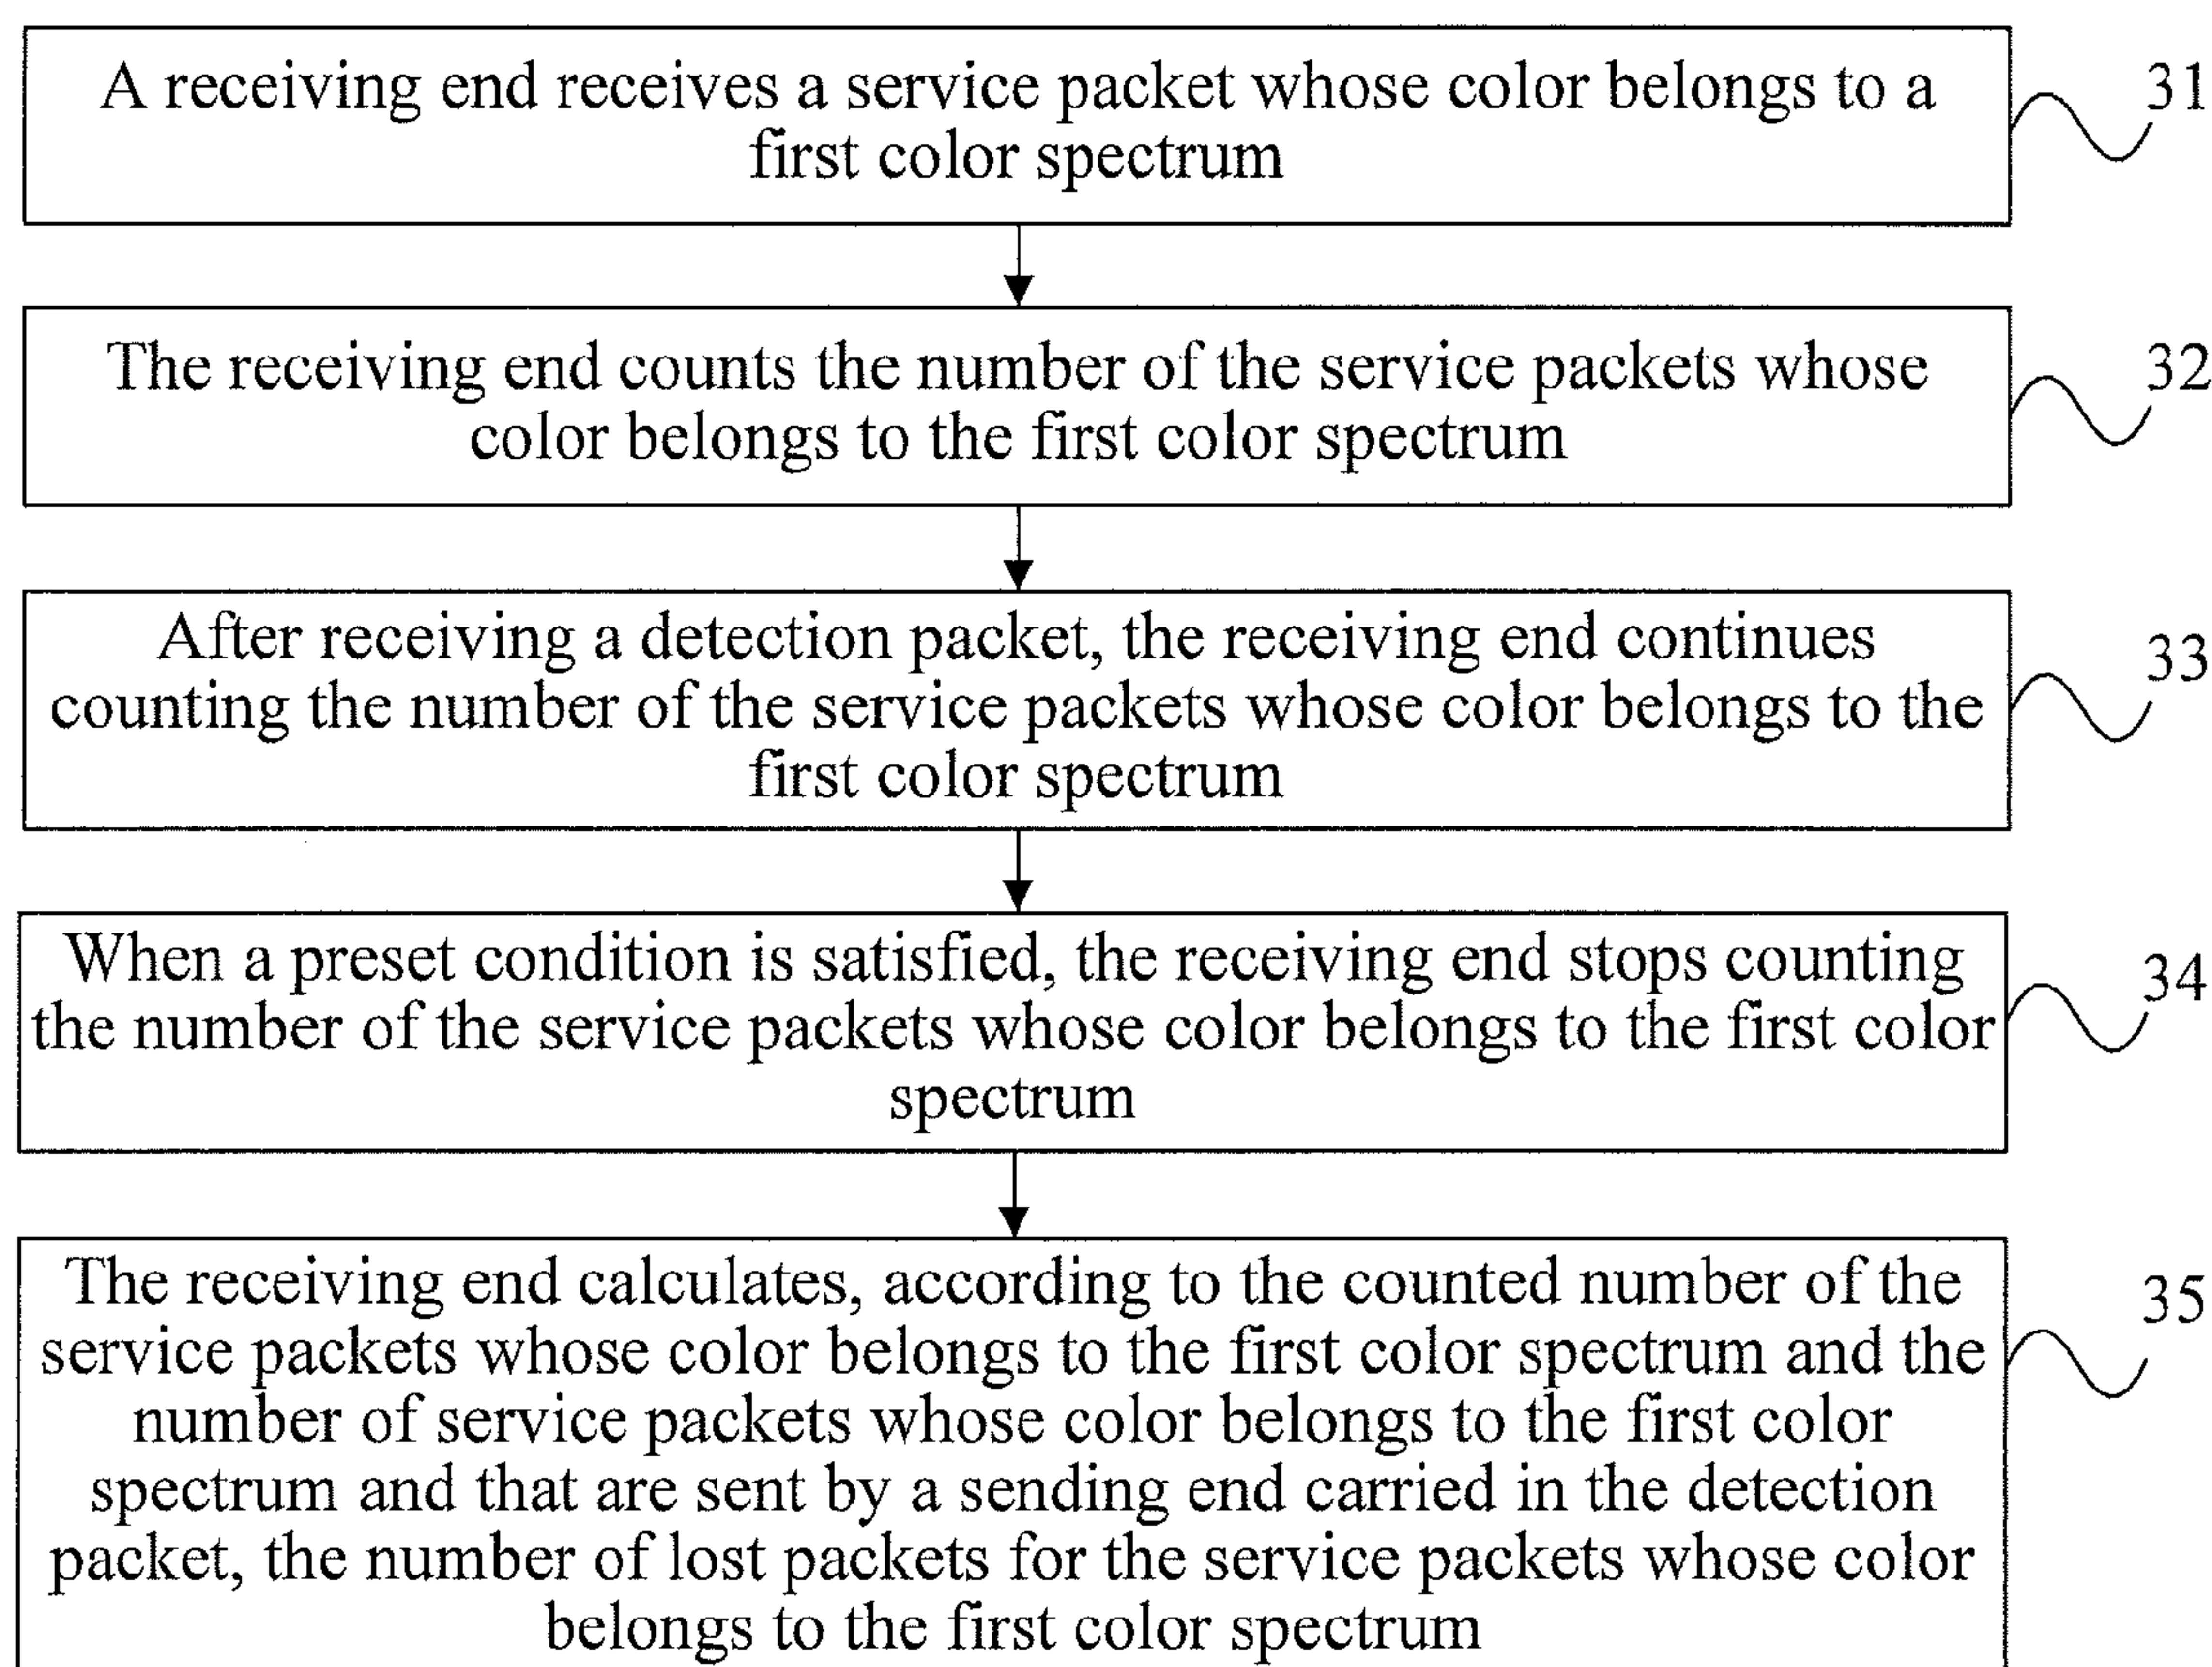 A receiving end receives a service packet whose color belongs to a
first color spectrum
31
The receiving end counts the number of the service packets whose
color belongs to the first color spectrum
32
After receiving a detection packet, the receiving end continues
counting the number of the service packets whose color belongs to the
first color spectrum
33
When a preset condition is satisfied, the receiving end stops counting
the number of the service packets whose color belongs to the first color
spectrum
34
The receiving end calculates, according to the counted number of the
service packets whose color belongs to the first color spectrum and the
number of service packets whose color belongs to the first color
spectrum and that are sent by a sending end carried in the detection
packet, the number of lost packets for the service packets whose color
belongs to the first color spectrum
35